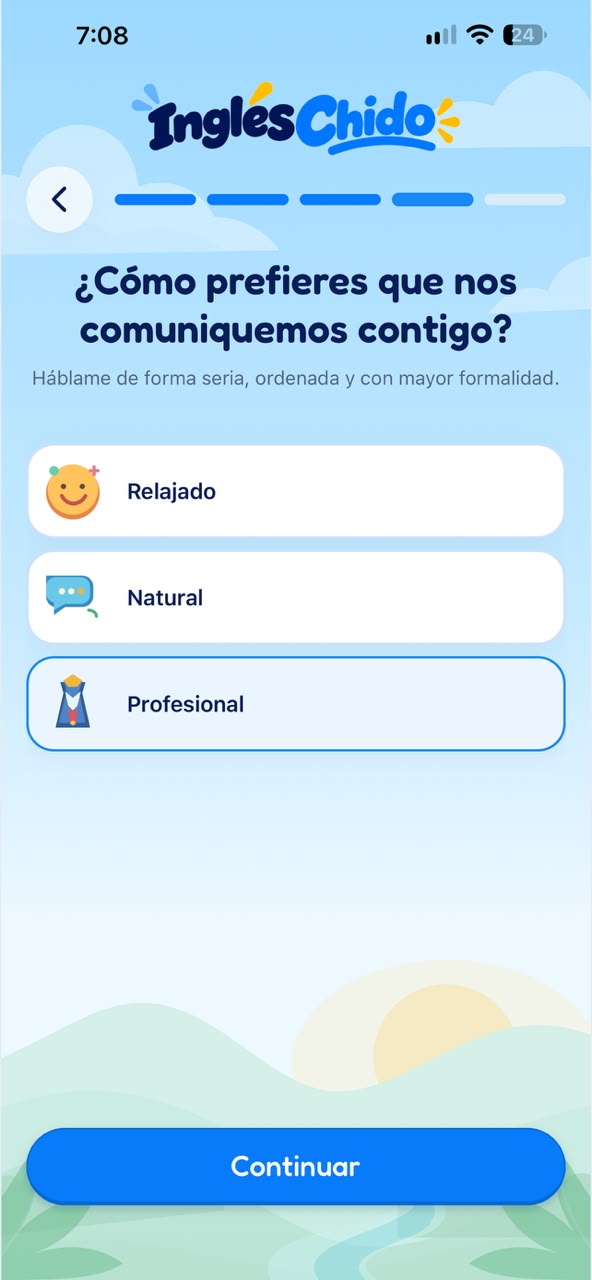 7:08
24
InglésChido
¿Cómo prefieres que nos
comuniquemos contigo?
Háblame de forma seria, ordenada y con mayor formalidad.
Relajado
Natural
Profesional
Continuar